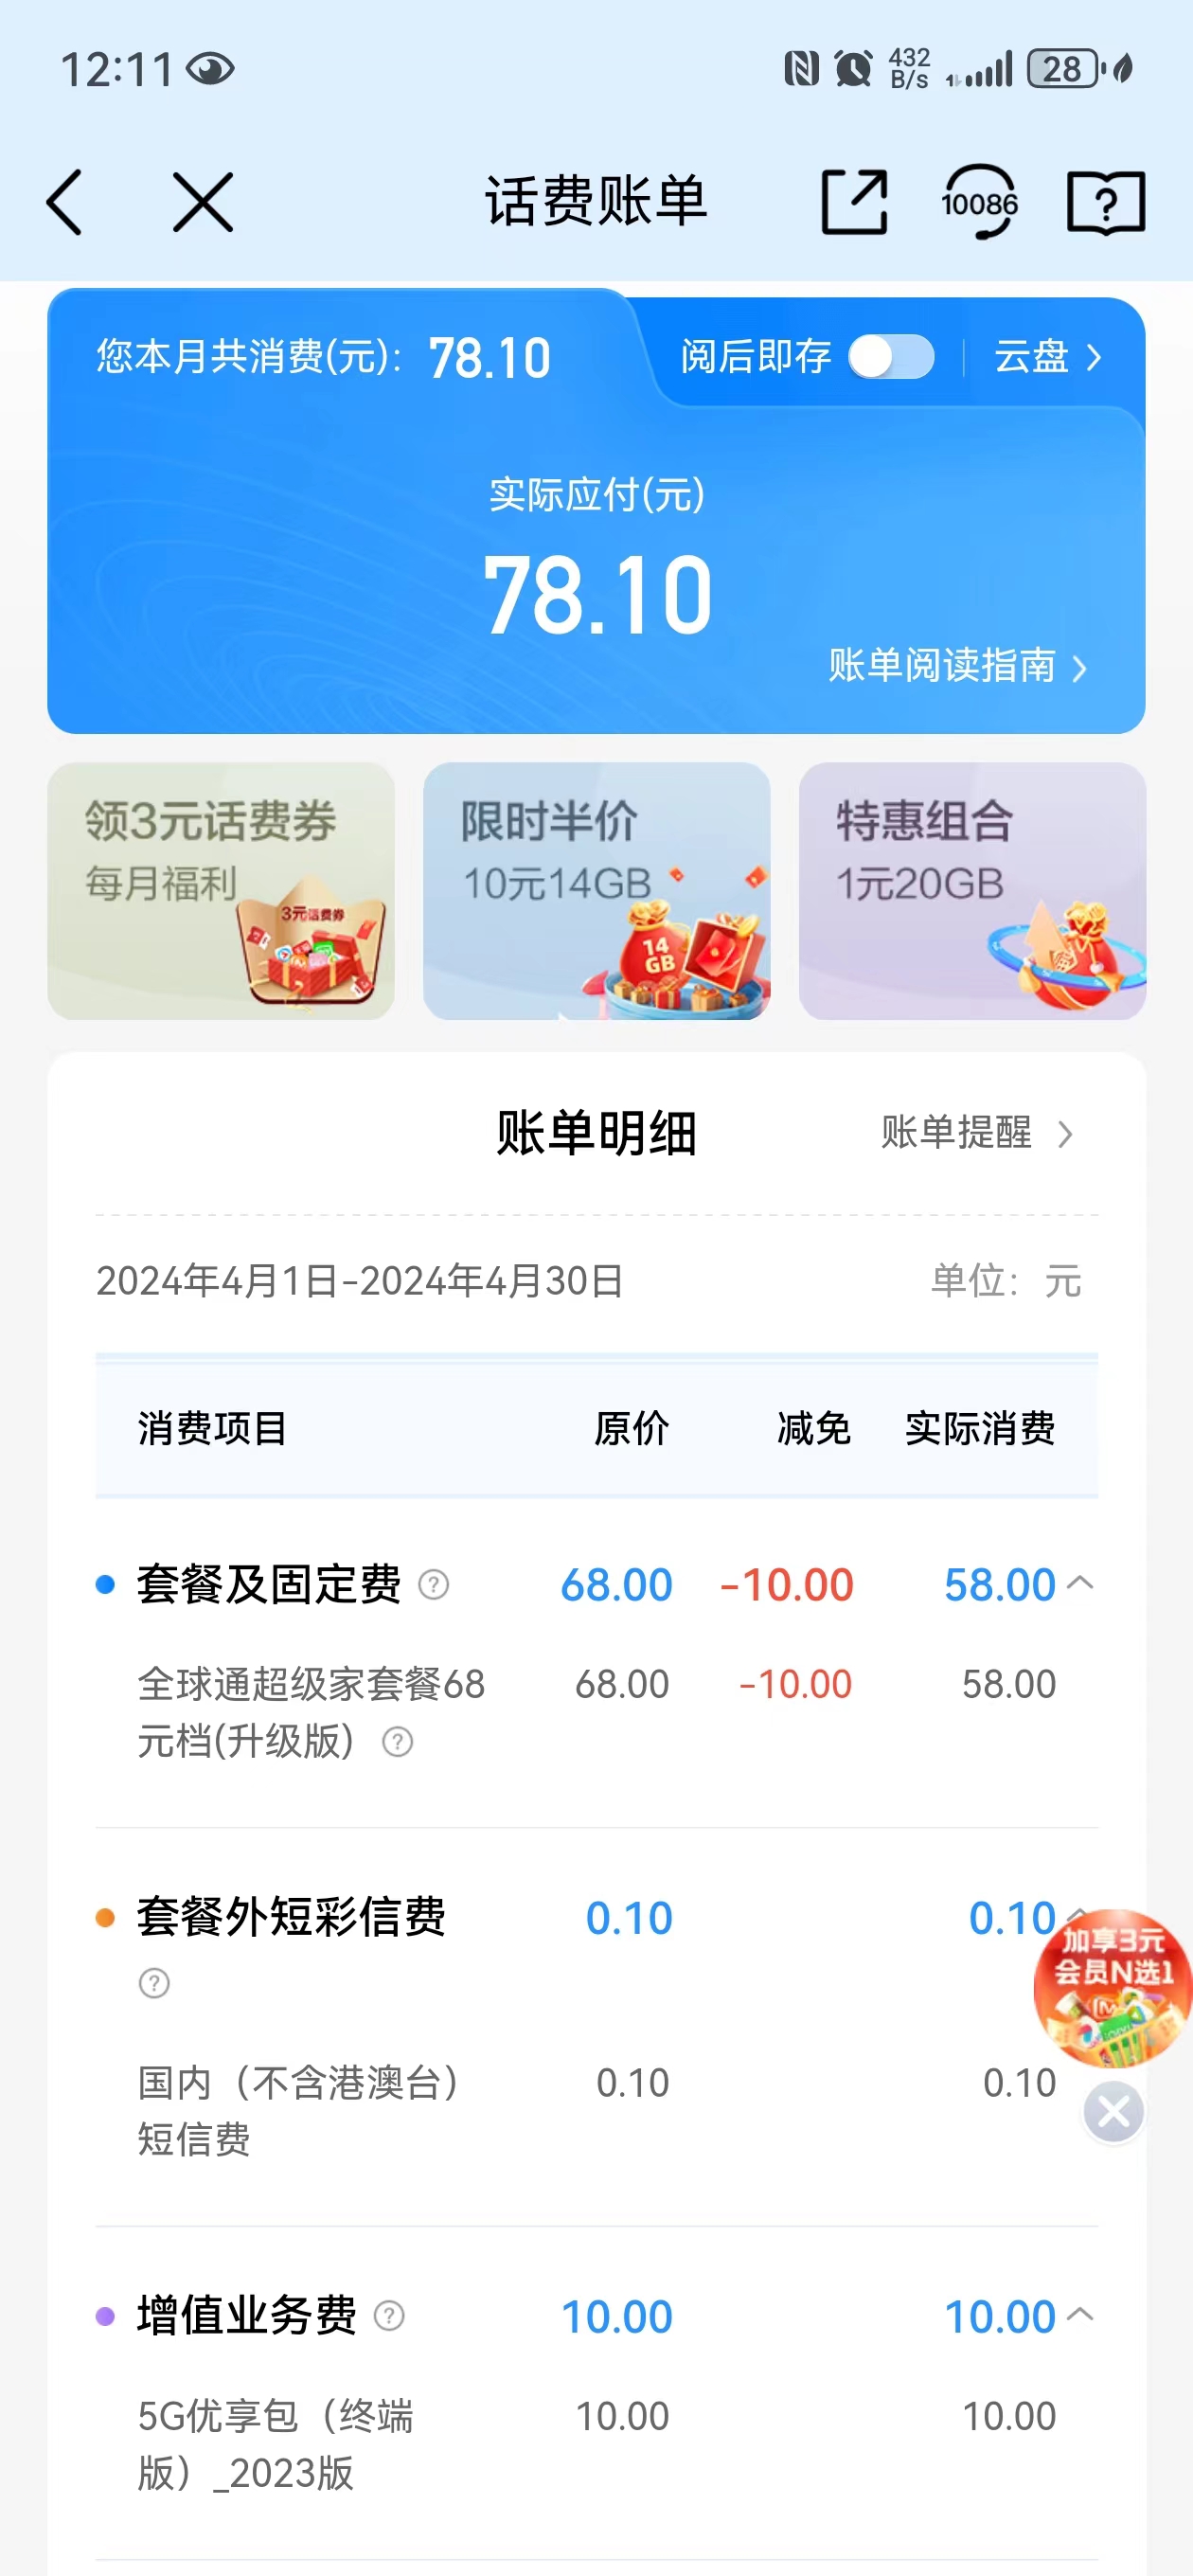 12:11
432
B/s
28
话费账单
10086
您本月共消费(元)：78.10
阅后即存
云盘
实际应付(元)
78.10
账单阅读指南
领3元话费券
每月福利
3元话费券
限时半价
10元14GB
14
GB
特惠组合
1元20GB
账单明细
账单提醒
2024年4月1日-2024年4月30日
单位：元
消费项目 原价 减免 实际消费
套餐及固定费 68.00 -10.00 58.00
全球通超级家套餐68 68.00 -10.00 58.00
元档(升级版)
套餐外短彩信费 0.10 0.10
加享3元
会员N选1
国内（不含港澳台） 0.10 0.10
短信费
增值业务费 10.00 10.00
5G优享包（终端 10.00 10.00
版）_2023版